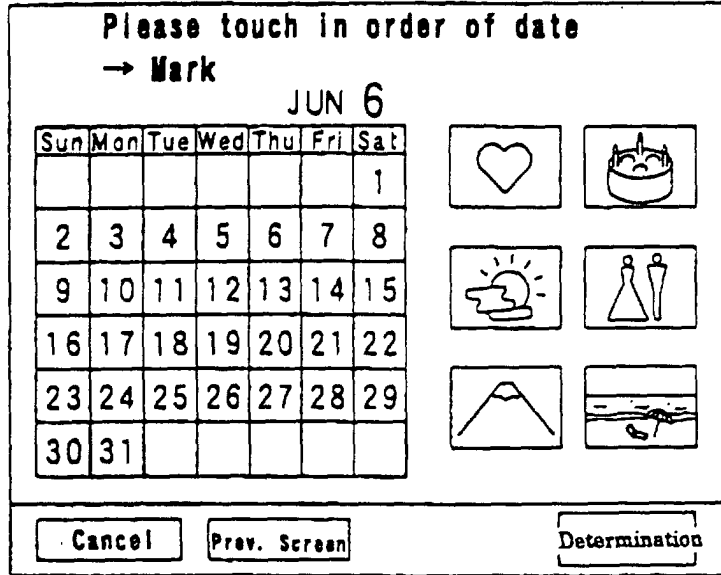 Please touch in order of date
→ Mark
JUN 6
Sun Mon Tue Wed Thu Fri Sat
1
2 3 4 5 6 7 8
9 10 11 12 13 14 15
16 17 18 19 20 21 22
23 24 25 26 27 28 29
30 31
Cancel Prev. Screen Determination